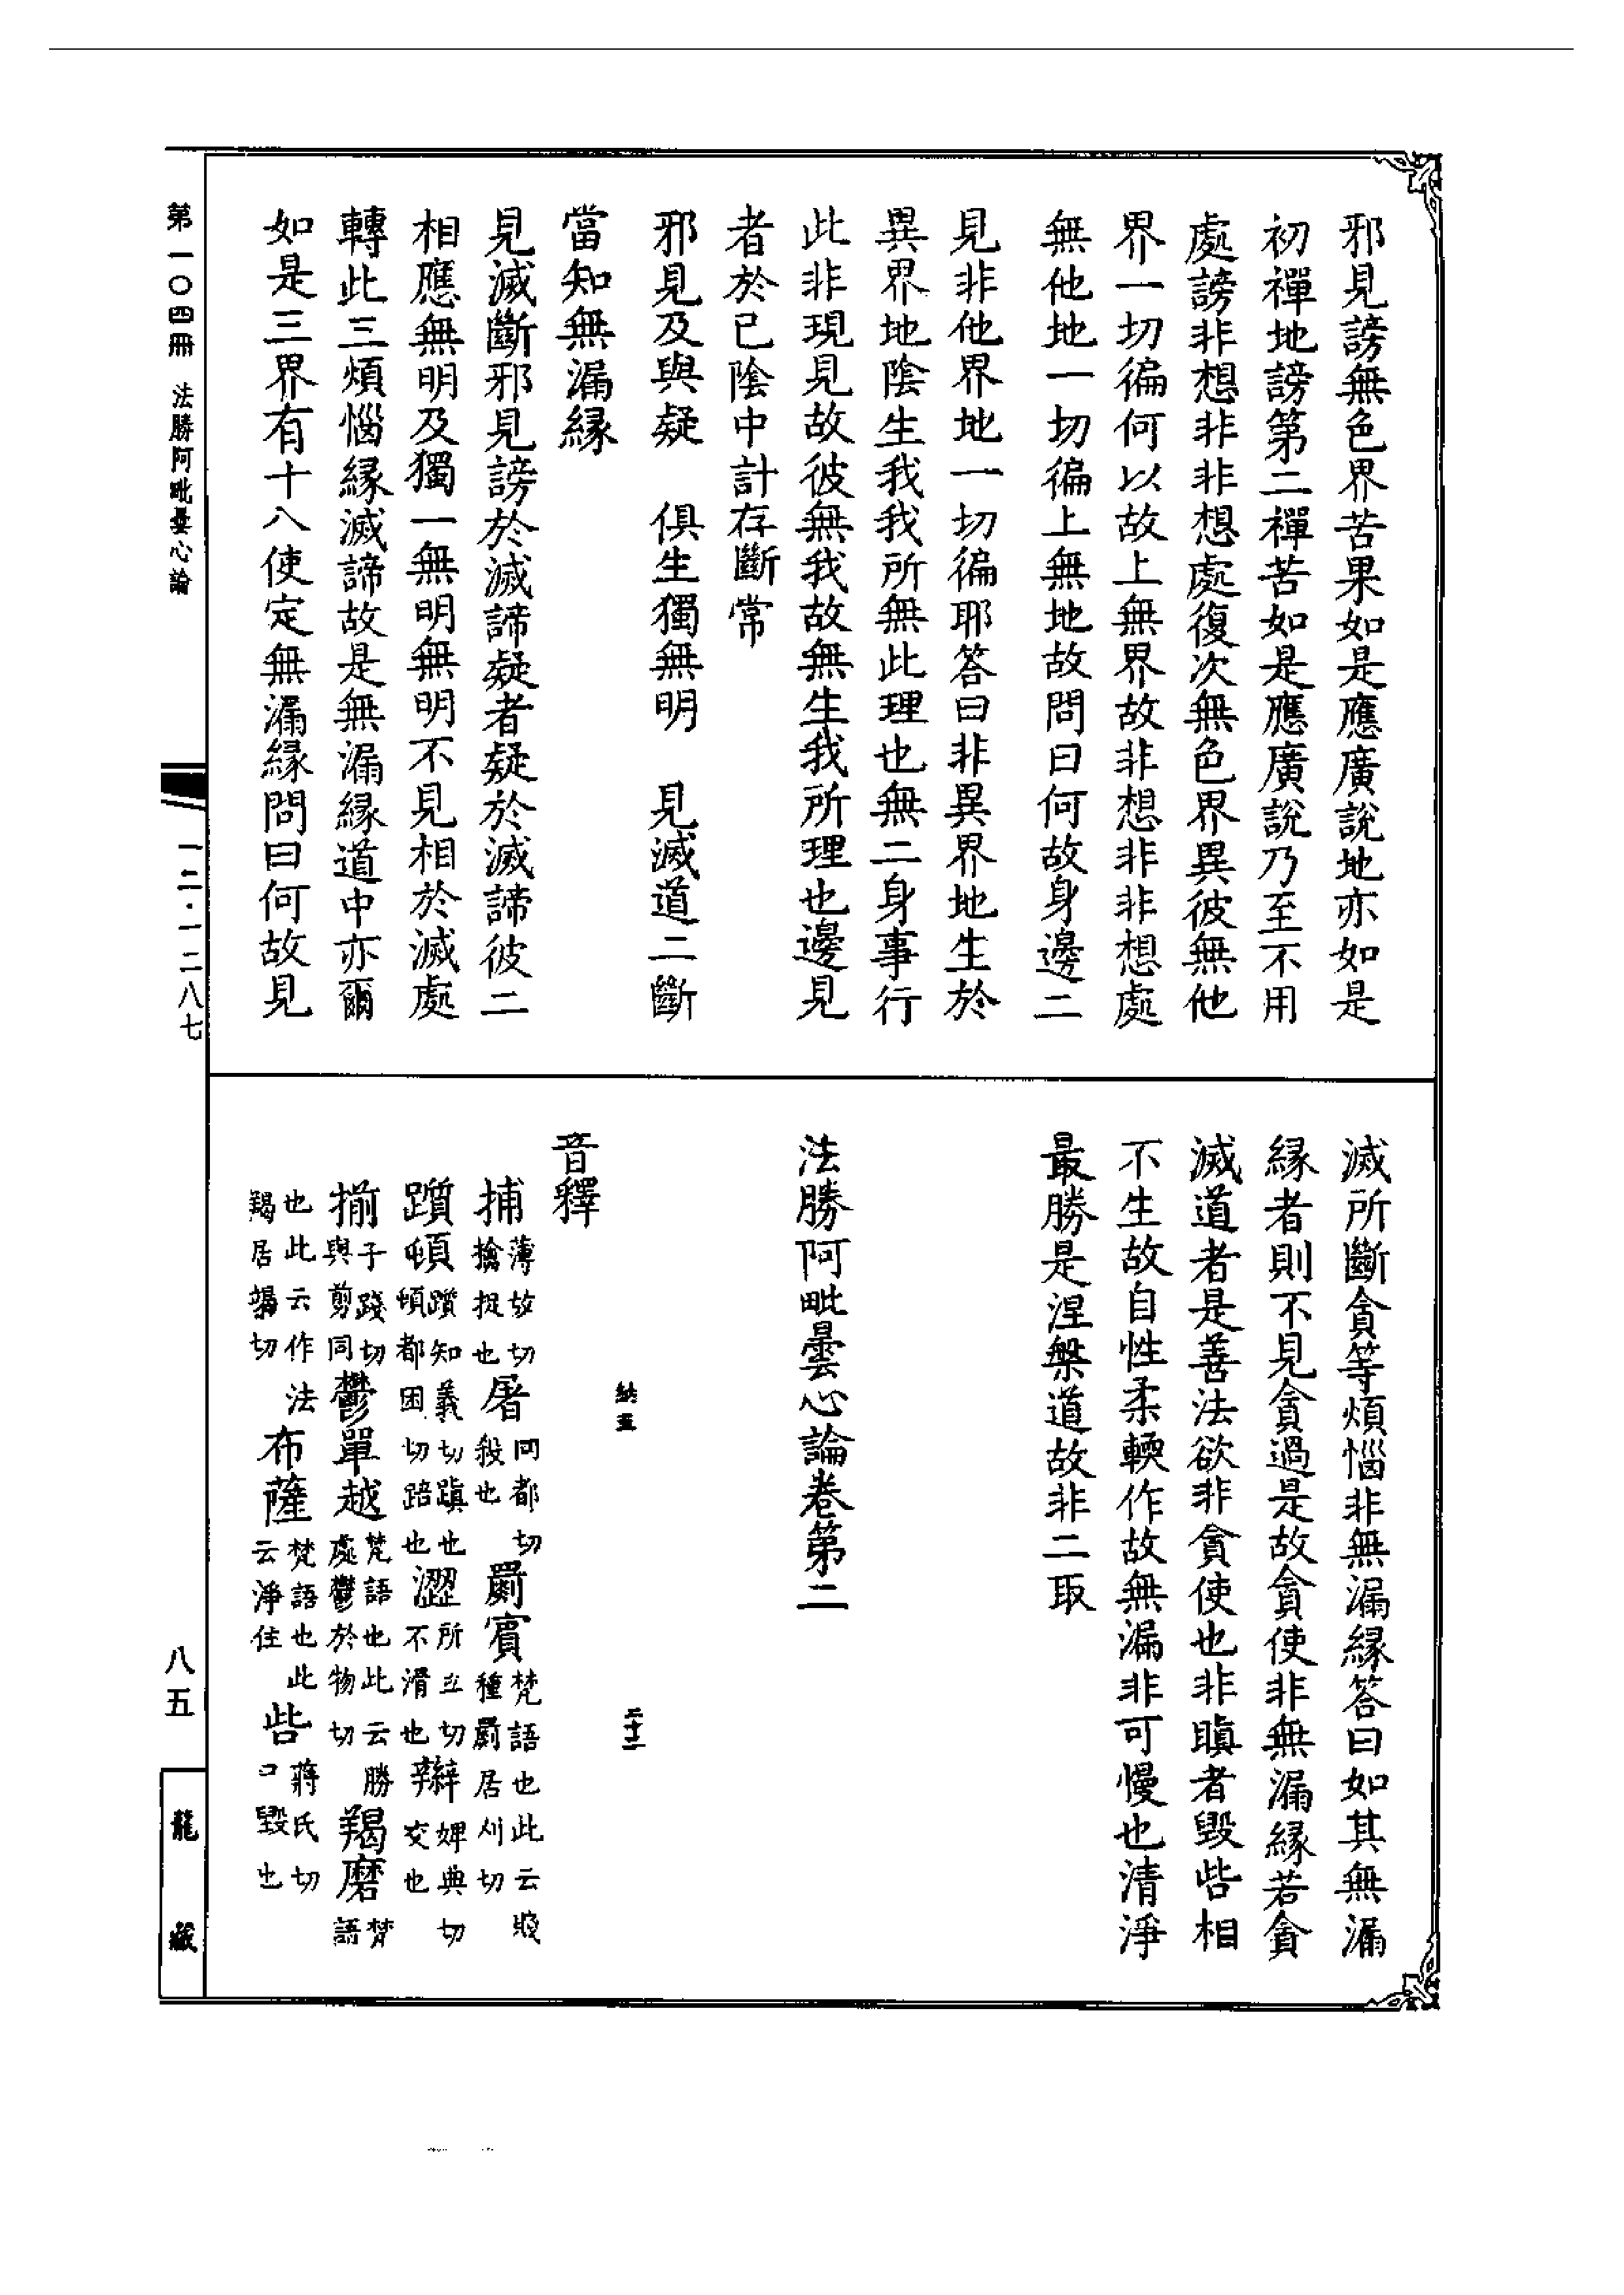 邪見謗無色界苦果如是應廣說地亦如是
初禪地謗第二禪苦如是應廣說乃至不用
處謗非想非非想處復次無色界異彼無他
界一切徧何以故上無界故非想非非想處
無他地一切徧上無地故問曰何故身邊二
見非他界地一切徧耶答曰非異界地生於
異界地陰生我我所無此理也無二身事行
此非現見故彼無我故無生我所理也邊見
者於已陰中計存斷常
邪見及與疑 俱生獨無明 見滅道二斷
當知無漏緣
見滅斷邪見謗於滅諦疑者疑於滅諦彼二
相應無明及獨一無明無明不見相於滅處
轉此三煩惱緣滅諦故是無漏緣道中亦爾
如是三界有十八使定無漏緣問曰何故見
滅所斷貪等煩惱非無漏緣答曰如其無漏
緣者則不見貪過是故貪使非無漏緣若貪
滅道者是善法欲非貪使也非瞋者毀呰相
不生故自性柔輭作故無漏非可慢也清淨
最勝是涅槃道故非二取
法勝阿毗曇心論卷第二
納五 二十三
音釋
捕薄故切擒捉也屠同都切殺也罽賓梵語也此云賤種罽居刈切
躓頓躓知義切躓也頓都困切踣也澀所立切不滑也辮婢典切交也
揃子踐切與剪同鬱單越梵語也此云勝處鬱於物切羯磨梵語
也此云作法羯居竭切布薩梵語也此云淨住呰蔣氏切口毀也
第一〇四冊 法勝阿毗曇心論
一二·一二八七
八五
龍藏